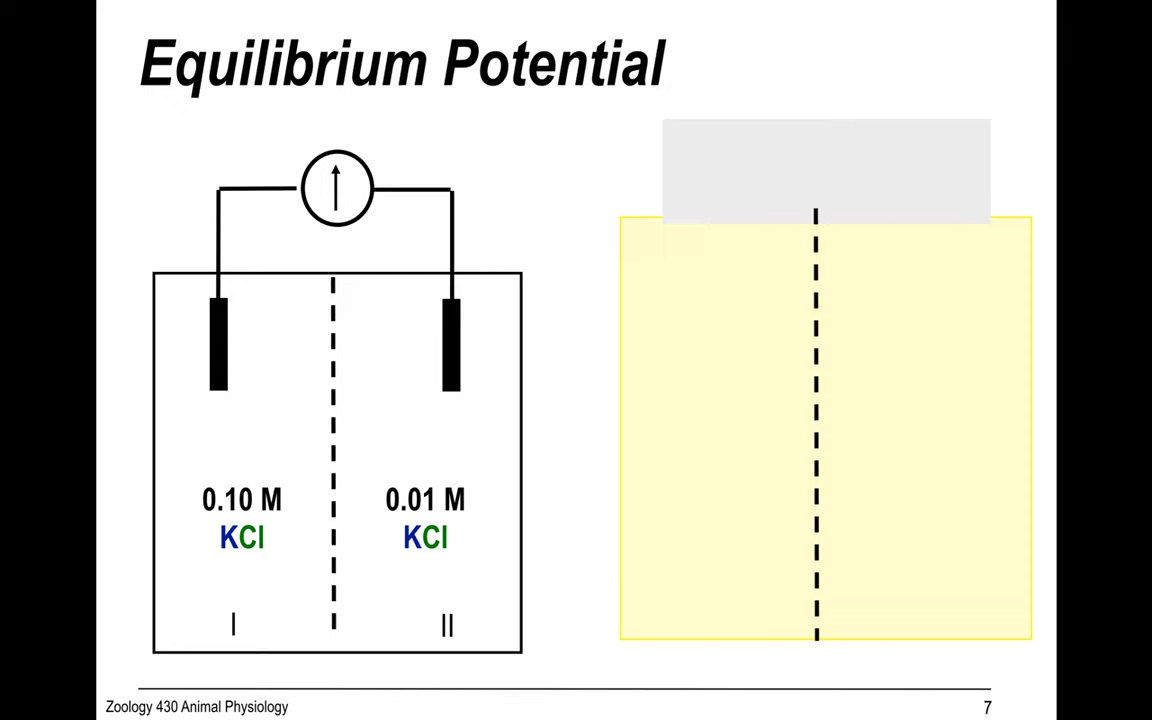 Equilibrium Potential
0.10 M
KCl
0.01 M
KCl
I
II
Zoology 430 Animal Physiology
7